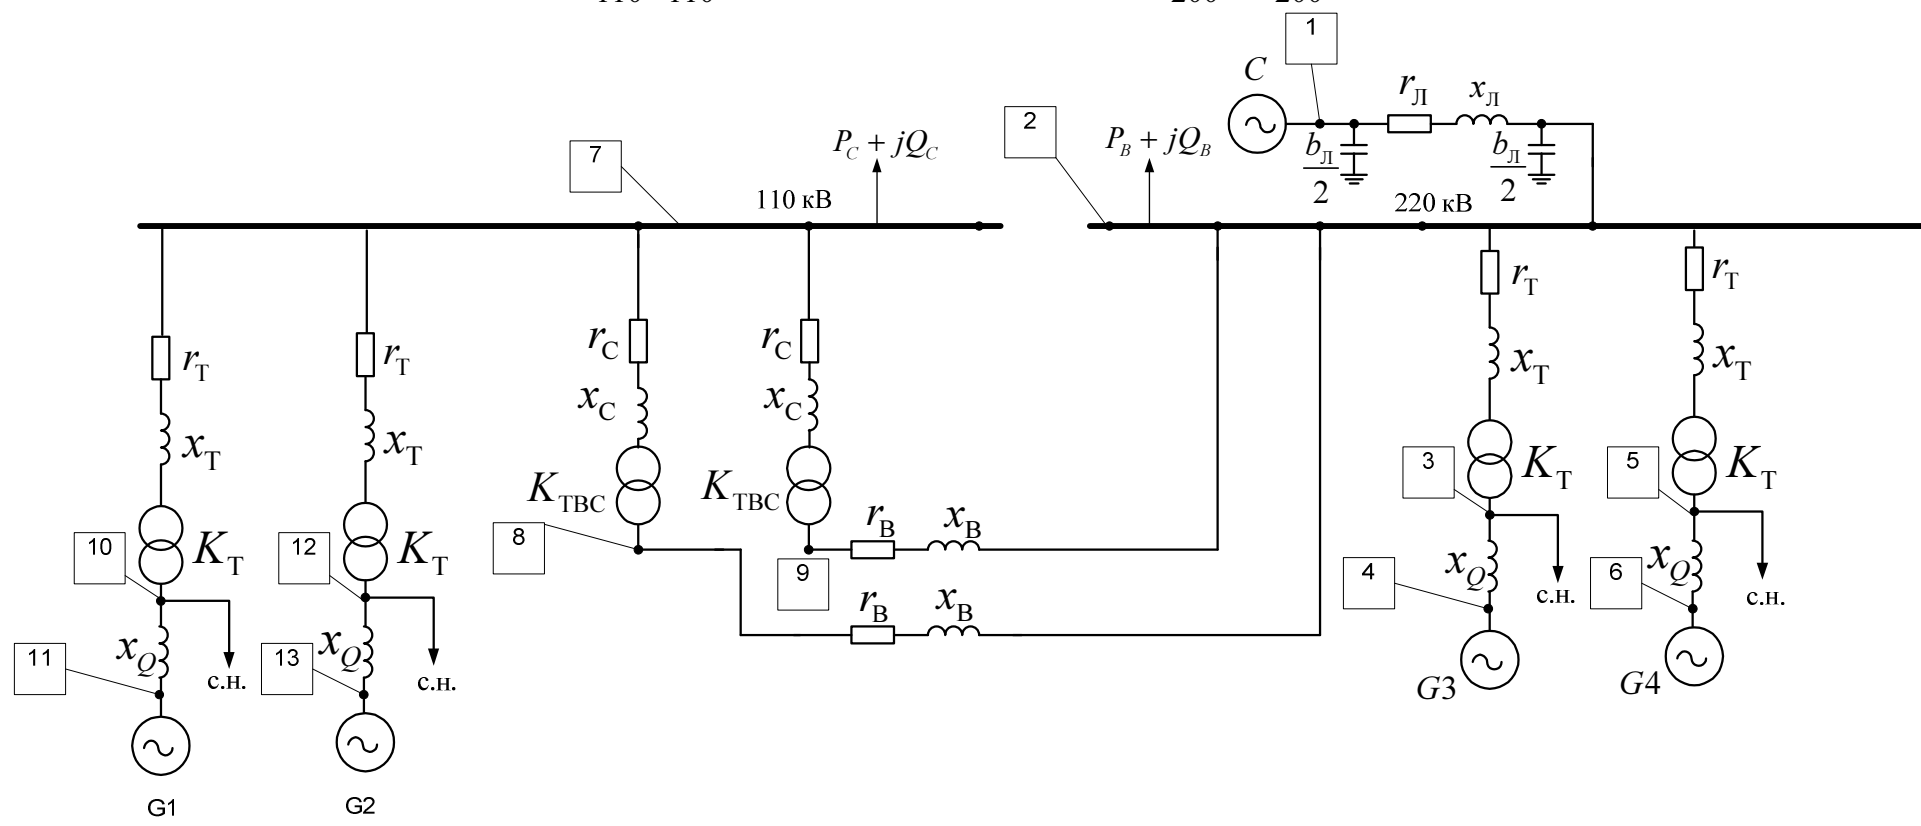 1
C
r_Л
x_Л
2
7
P_C + jQ_C
P_B + jQ_B
b_Л/2
b_Л/2
110 кВ
220 кВ
r_T
r_T
r_C
r_C
r_T
r_T
x_T
x_T
x_C
x_C
x_T
x_T
3
5
K_TBC
K_TBC
K_T
K_T
8
r_B
x_B
10
12
K_T
K_T
9
4
x_Q
6
x_Q
r_B
x_B
с.н.
с.н.
11
x_Q
13
x_Q
с.н.
с.н.
G3
G4
G1
G2